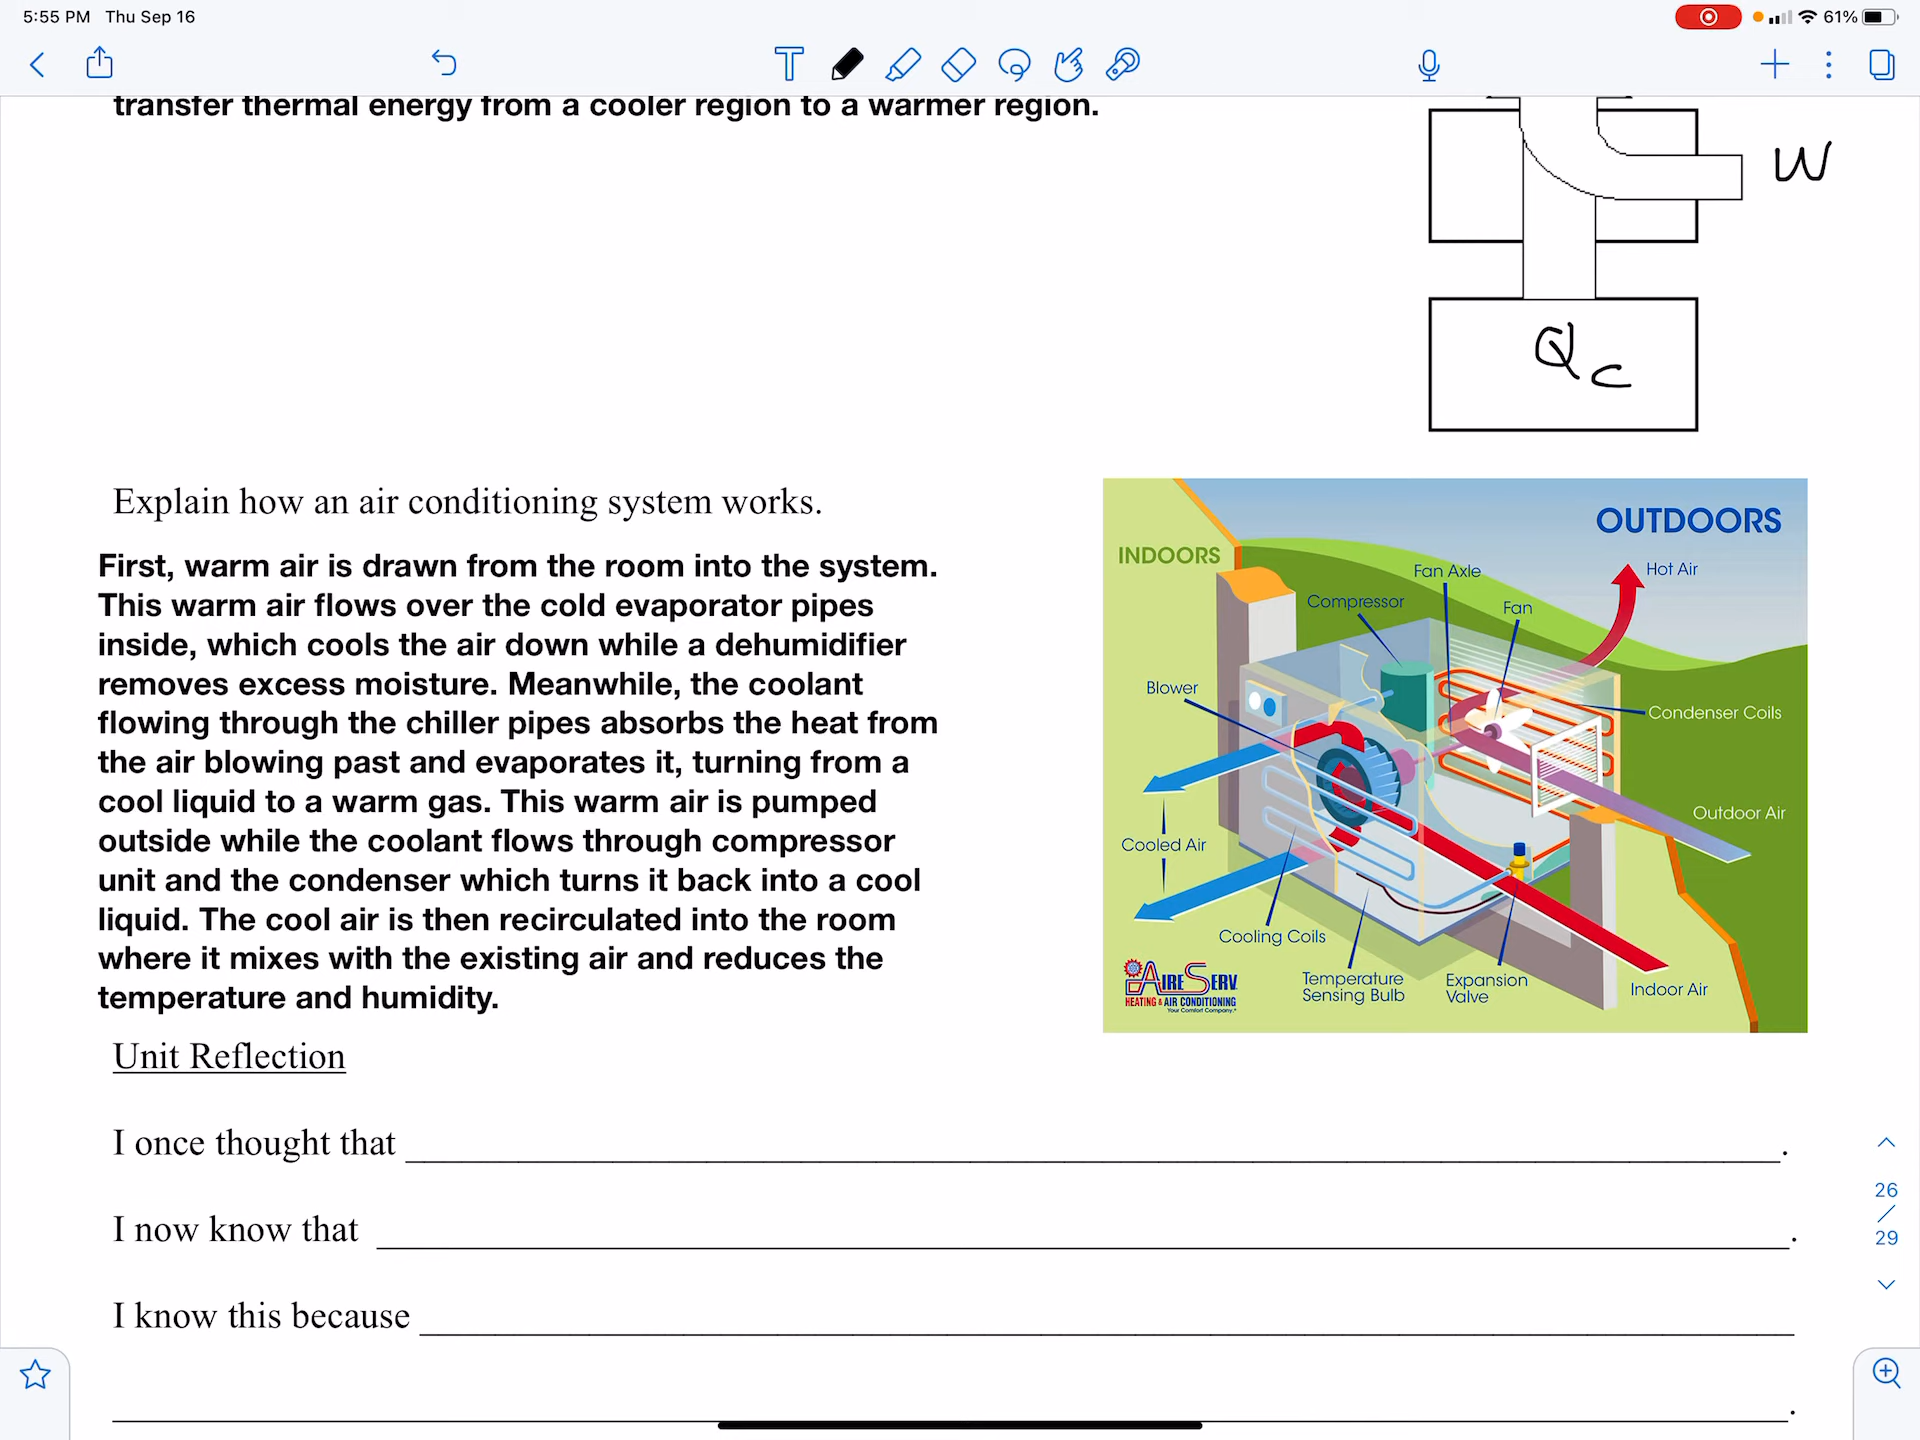 5:55 PM Thu Sep 16
61%
transfer thermal energy from a cooler region to a warmer region.
W
Qc
Explain how an air conditioning system works.
First, warm air is drawn from the room into the system.
This warm air flows over the cold evaporator pipes
inside, which cools the air down while a dehumidifier
removes excess moisture. Meanwhile, the coolant
flowing through the chiller pipes absorbs the heat from
the air blowing past and evaporates it, turning from a
cool liquid to a warm gas. This warm air is pumped
outside while the coolant flows through compressor
unit and the condenser which turns it back into a cool
liquid. The cool air is then recirculated into the room
where it mixes with the existing air and reduces the
temperature and humidity.
OUTDOORS
INDOORS
Hot Air
Fan Axle
Compressor
Fan
Blower
Condenser Coils
Outdoor Air
Cooled Air
Cooling Coils
Temperature
Sensing Bulb
Expansion
Valve
Indoor Air
AIRE SERV
HEATING & AIR CONDITIONING
Your Comfort Company.
Unit Reflection
I once thought that ______.
I now know that ______.
I know this because ______
______.
26
/
29